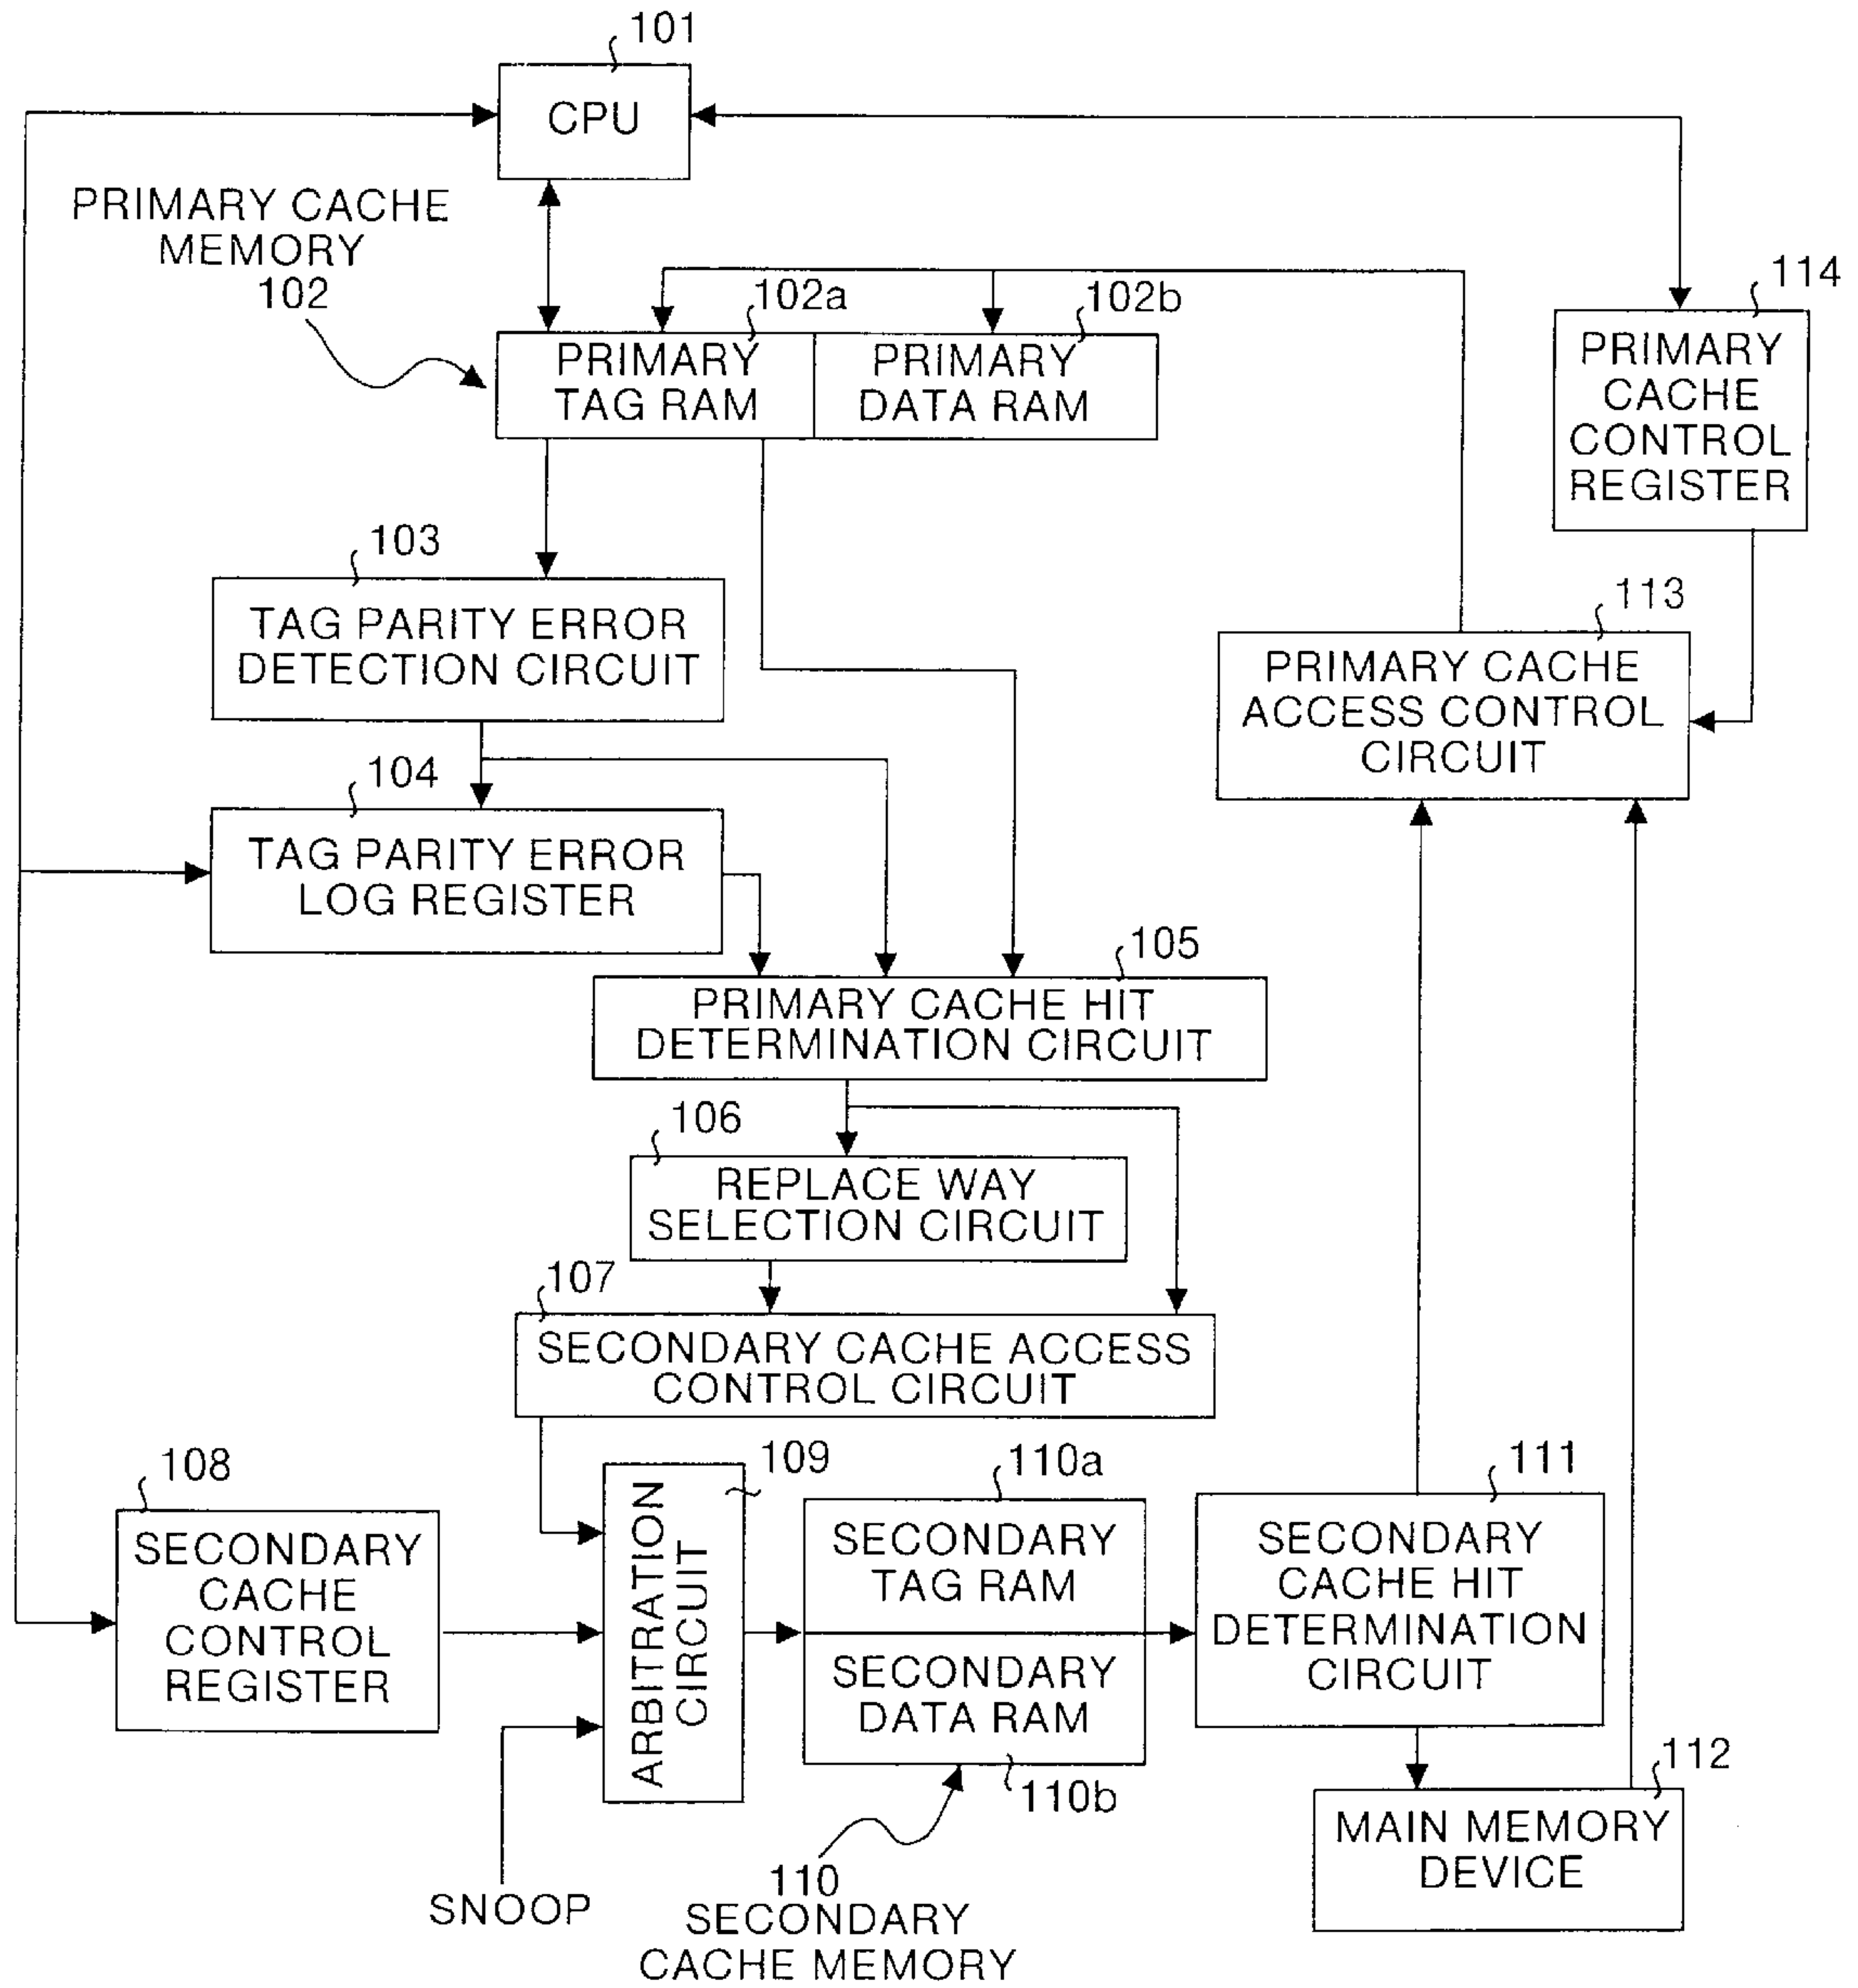 101
CPU
PRIMARY CACHE
MEMORY
102
102a
102b
114
PRIMARY
TAG RAM
PRIMARY
DATA RAM
PRIMARY
CACHE
CONTROL
REGISTER
103
TAG PARITY ERROR
DETECTION CIRCUIT
113
PRIMARY CACHE
ACCESS CONTROL
CIRCUIT
104
TAG PARITY ERROR
LOG REGISTER
105
PRIMARY CACHE HIT
DETERMINATION CIRCUIT
106
REPLACE WAY
SELECTION CIRCUIT
107
SECONDARY CACHE ACCESS
CONTROL CIRCUIT
108
SECONDARY
CACHE
CONTROL
REGISTER
109
ARBITRATION
CIRCUIT
110a
SECONDARY
TAG RAM
SECONDARY
DATA RAM
110b
111
SECONDARY
CACHE HIT
DETERMINATION
CIRCUIT
112
MAIN MEMORY
DEVICE
SNOOP
110
SECONDARY
CACHE MEMORY